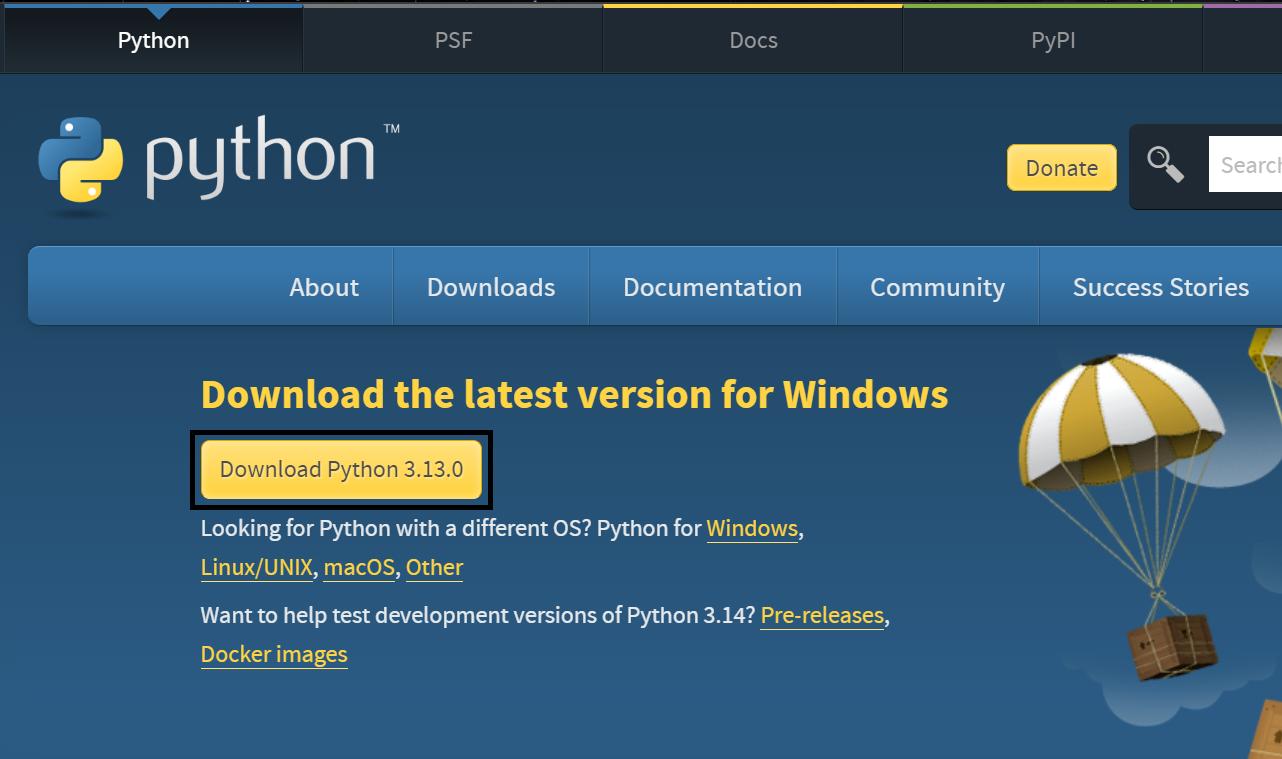 Python PSF Docs PyPI
python TM
Donate
Search
About Downloads Documentation Community Success Stories
Download the latest version for Windows
Download Python 3.13.0
Looking for Python with a different OS? Python for Windows,
Linux/UNIX, macOS, Other
Want to help test development versions of Python 3.14? Pre-releases,
Docker images